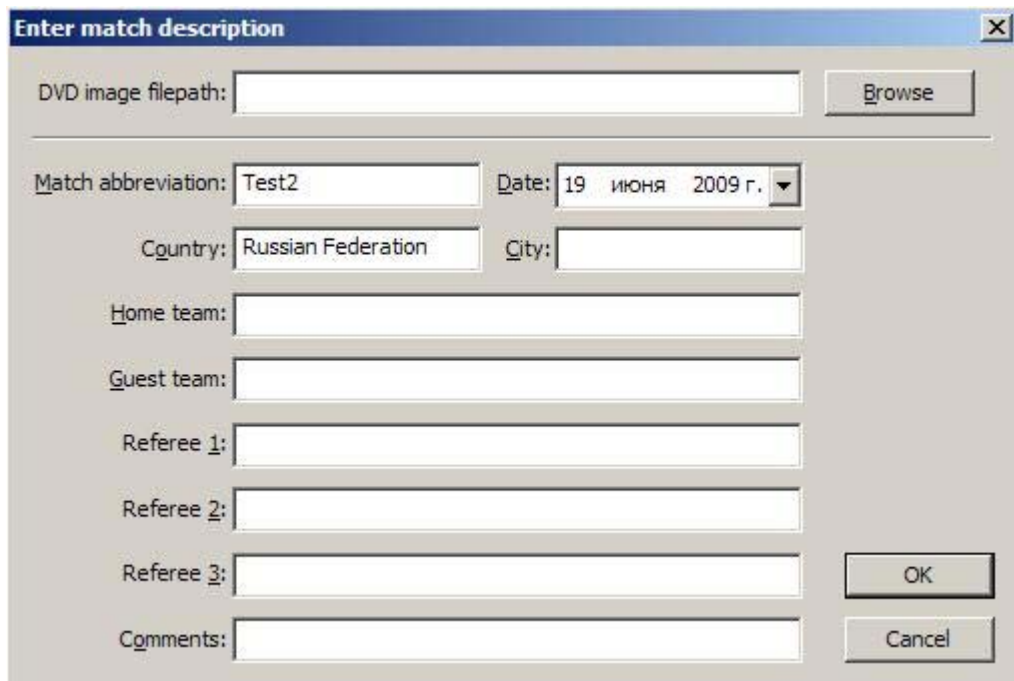 Enter match description
DVD image filepath: Browse
Match abbreviation: Test2 Date: 19 июня 2009 г.
Country: Russian Federation City:
Home team:
Guest team:
Referee 1:
Referee 2:
Referee 3: OK
Comments: Cancel